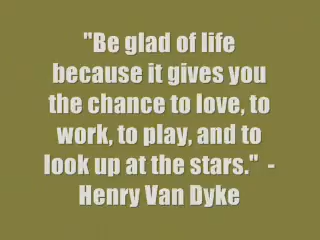 "Be glad of life
because it gives you
the chance to love, to
work, to play, and to
look up at the stars."  -
Henry Van Dyke